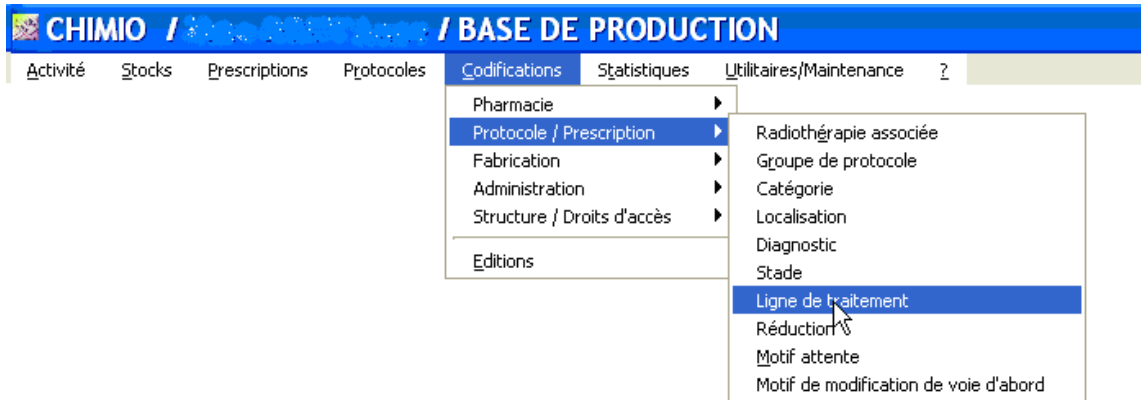 CHIMIO / / BASE DE PRODUCTION
Activité Stocks Prescriptions Protocoles Codifications Statistiques Utilitaires/Maintenance ?
Pharmacie
Protocole / Prescription
Fabrication
Administration
Structure / Droits d'accès
Editions
Radiothérapie associée
Groupe de protocole
Catégorie
Localisation
Diagnostic
Stade
Ligne de traitement
Réduction
Motif attente
Motif de modification de voie d'abord